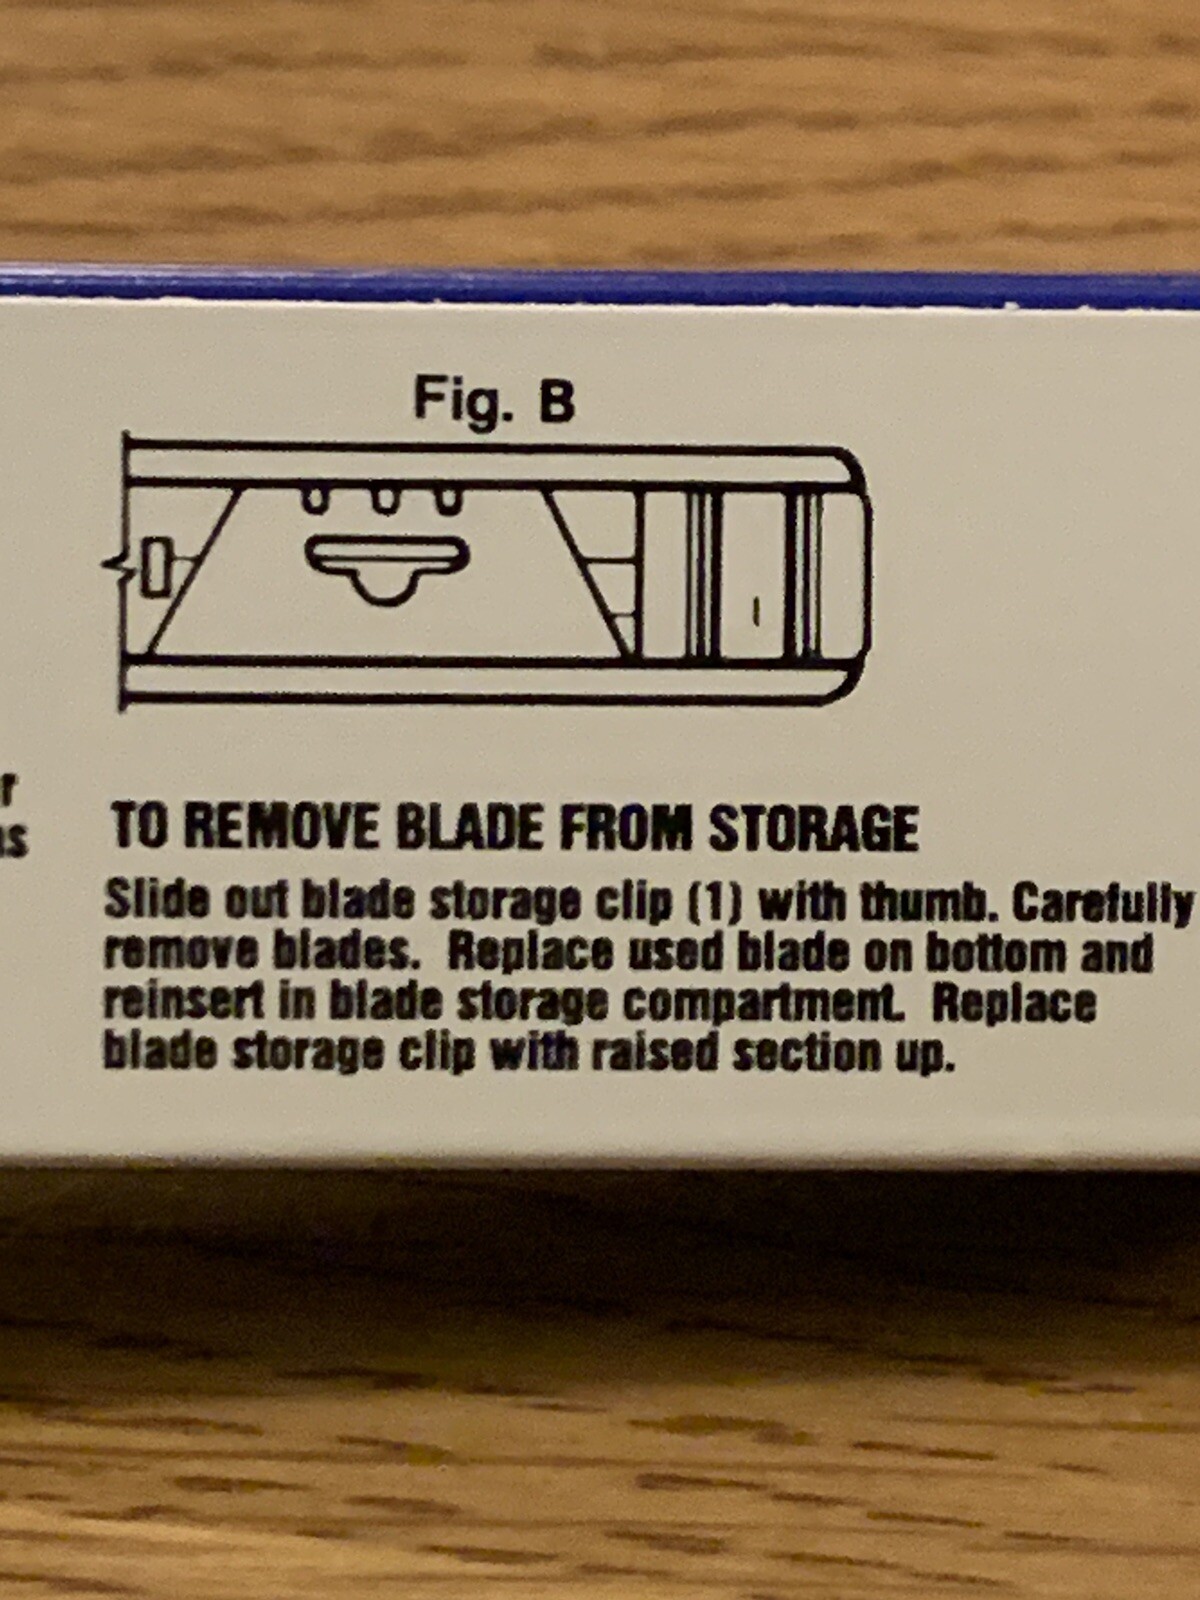 Fig. B
1
r
ns
TO REMOVE BLADE FROM STORAGE
Slide out blade storage clip (1) with thumb. Carefully
remove blades. Replace used blade on bottom and
reinsert in blade storage compartment. Replace
blade storage clip with raised section up.